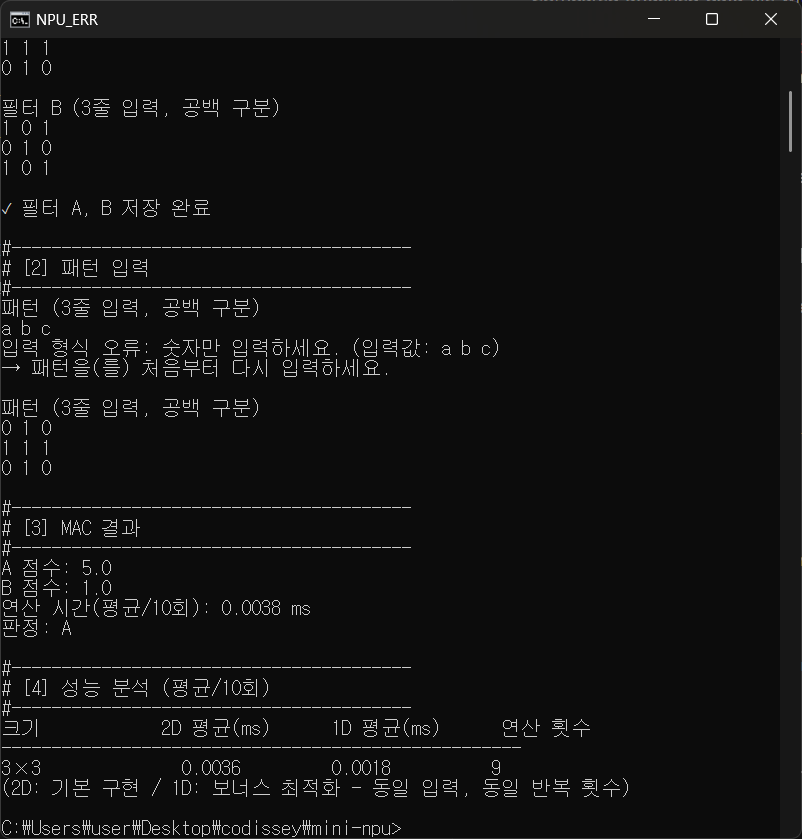 NPU_ERR
1 1 1
0 1 0
필터 B (3줄 입력, 공백 구분)
1 0 1
0 1 0
1 0 1
✓ 필터 A, B 저장 완료
#----------------------------------------
# [2] 패턴 입력
#----------------------------------------
패턴 (3줄 입력, 공백 구분)
a b c
입력 형식 오류: 숫자만 입력하세요. (입력값: a b c)
→ 패턴을(를) 처음부터 다시 입력하세요.
패턴 (3줄 입력, 공백 구분)
0 1 0
1 1 1
0 1 0
#----------------------------------------
# [3] MAC 결과
#----------------------------------------
A 점수: 5.0
B 점수: 1.0
연산 시간(평균/10회): 0.0038 ms
판정: A
#----------------------------------------
# [4] 성능 분석 (평균/10회)
#----------------------------------------
크기 2D 평균(ms) 1D 평균(ms) 연산 횟수
----------------------------------------------------
3×3 0.0036 0.0018 9
(2D: 기본 구현 / 1D: 보너스 최적화 - 동일 입력, 동일 반복 횟수)
C:₩Users₩user₩Desktop₩codissey₩mini-npu>